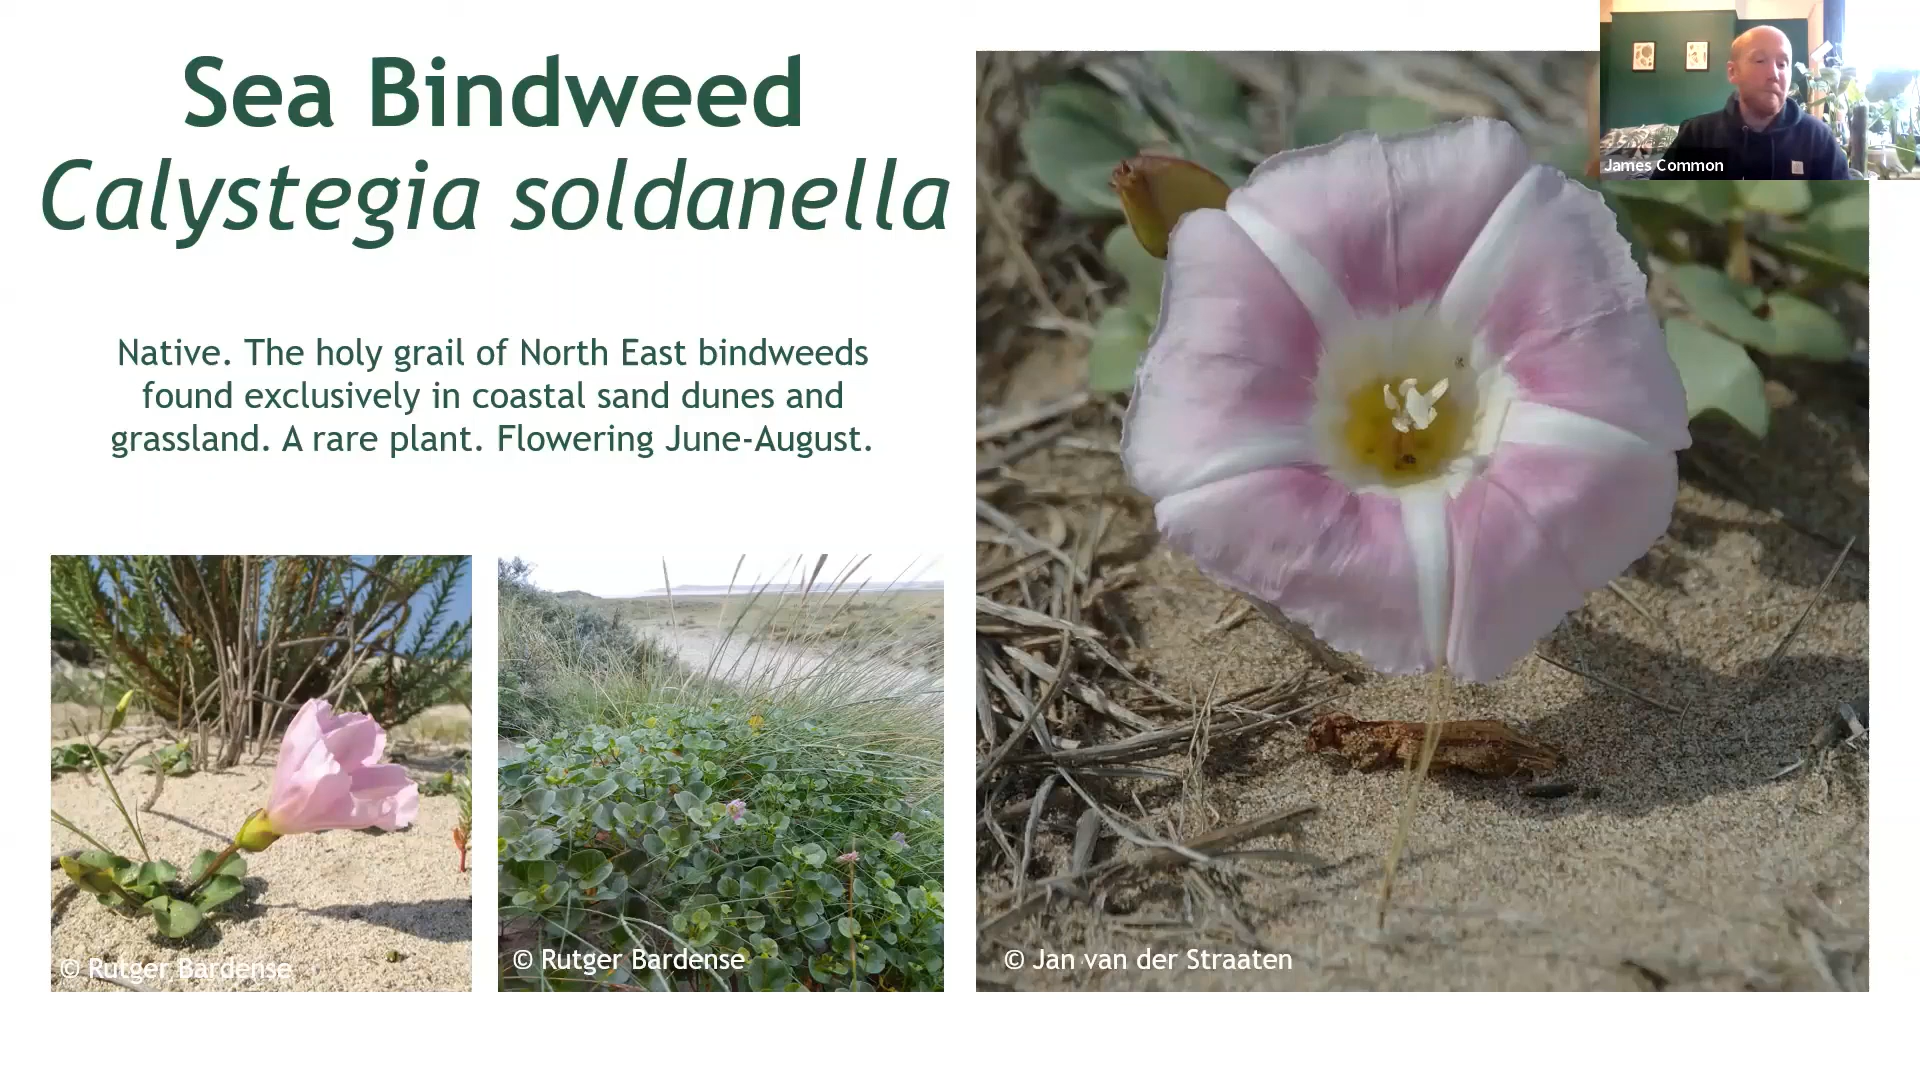 Sea Bindweed
Calystegia soldanella
James Common
Native. The holy grail of North East bindweeds
found exclusively in coastal sand dunes and
grassland. A rare plant. Flowering June-August.
© Rutger Bardense
© Rutger Bardense
© Jan van der Straaten